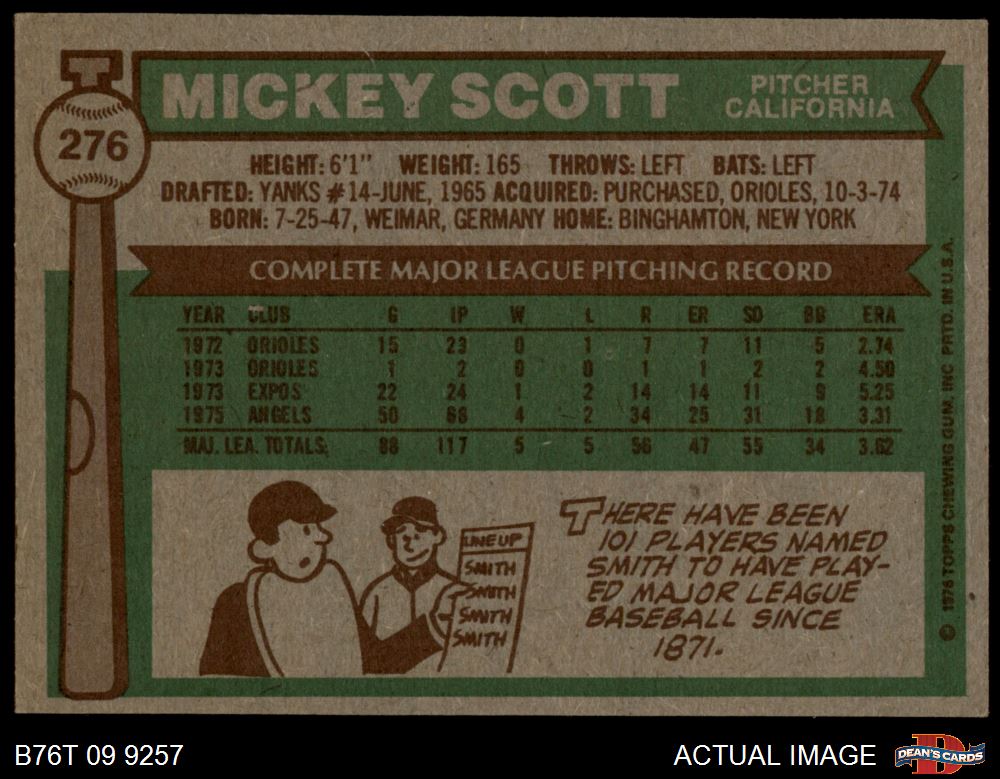 276
MICKEY SCOTT
PITCHER
CALIFORNIA
HEIGHT: 6'1" WEIGHT: 165 THROWS: LEFT BATS: LEFT
DRAFTED: YANKS #14-JUNE, 1965 ACQUIRED: PURCHASED, ORIOLES, 10-3-74
BORN: 7-25-47, WEIMAR, GERMANY HOME: BINGHAMTON, NEW YORK
COMPLETE MAJOR LEAGUE PITCHING RECORD
YEAR CLUB G IP W L R ER SO BB ERA
1972 ORIOLES 15 23 0 1 7 7 11 5 2.74
1973 ORIOLES 1 2 0 0 1 1 2 2 4.50
1973 EXPOS 22 24 1 2 14 14 11 9 5.25
1975 ANGELS 50 68 4 2 34 25 31 18 3.31
MAJ. LEA. TOTALS 88 117 5 5 56 47 55 34 3.62
LINE UP
SMITH
SMITH
SMITH
SMITH
THERE HAVE BEEN
101 PLAYERS NAMED
SMITH TO HAVE PLAY-
ED MAJOR LEAGUE
BASEBALL SINCE
1871.
© 1976 TOPPS CHEWING GUM, INC PRTD. IN U.S.A.
B76T 09 9257
ACTUAL IMAGE
DEAN'S CARDS